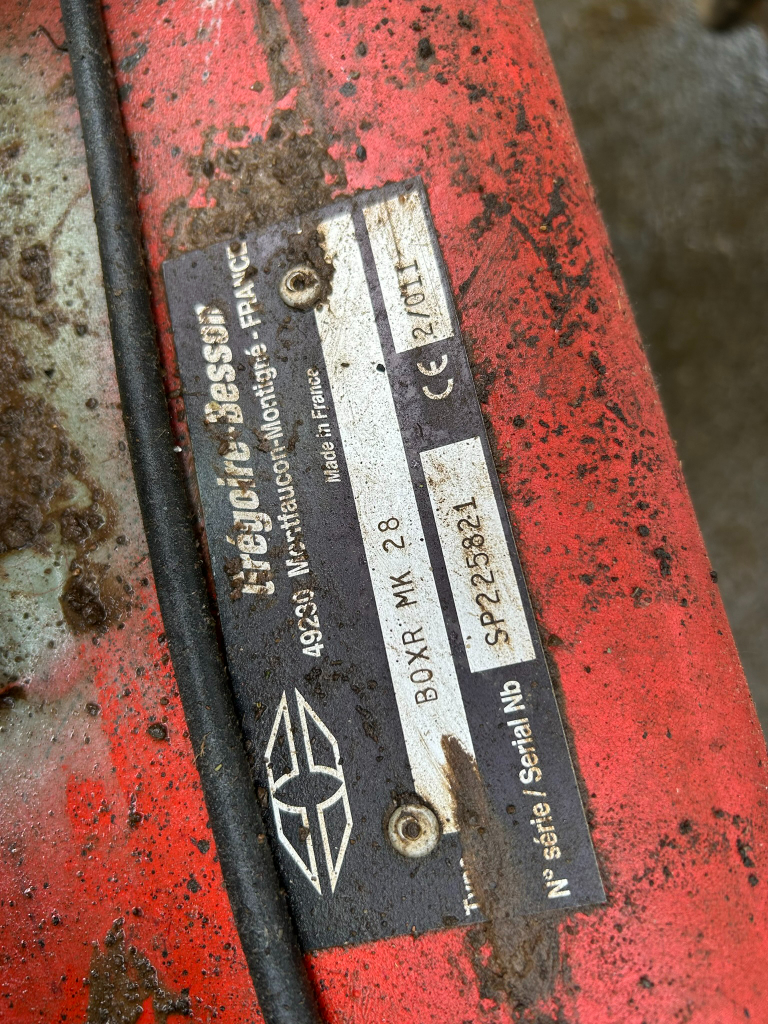 Grégoire-Besson
49230 Montfaucon-Montigné - FRANCE
Made in France
Type BOXR MK 28
N° série / Serial Nb SP225821 CE 2/011